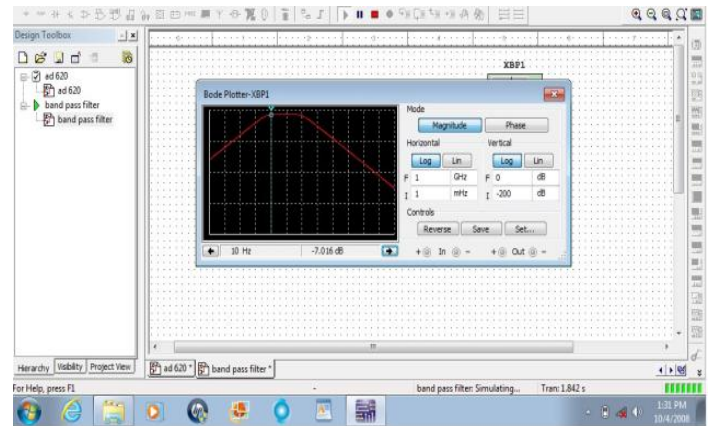 Design Toolbox
ad 620
ad 620
band pass filter
band pass filter
XBP1
Bode Plotter-XBP1
Mode
Magnitude Phase
Horizontal Vertical
Log Lin Log Lin
F 1 GHz F 0 dB
I 1 mHz I -200 dB
Controls
Reverse Save Set...
10 Hz -7.016 dB
+ In - + Out -
Hierarchy Visibility Project View
ad 620 * band pass filter *
For Help, press F1
- band pass filter: Simulating... Tran: 1.842 s
1:31 PM
10/4/2008